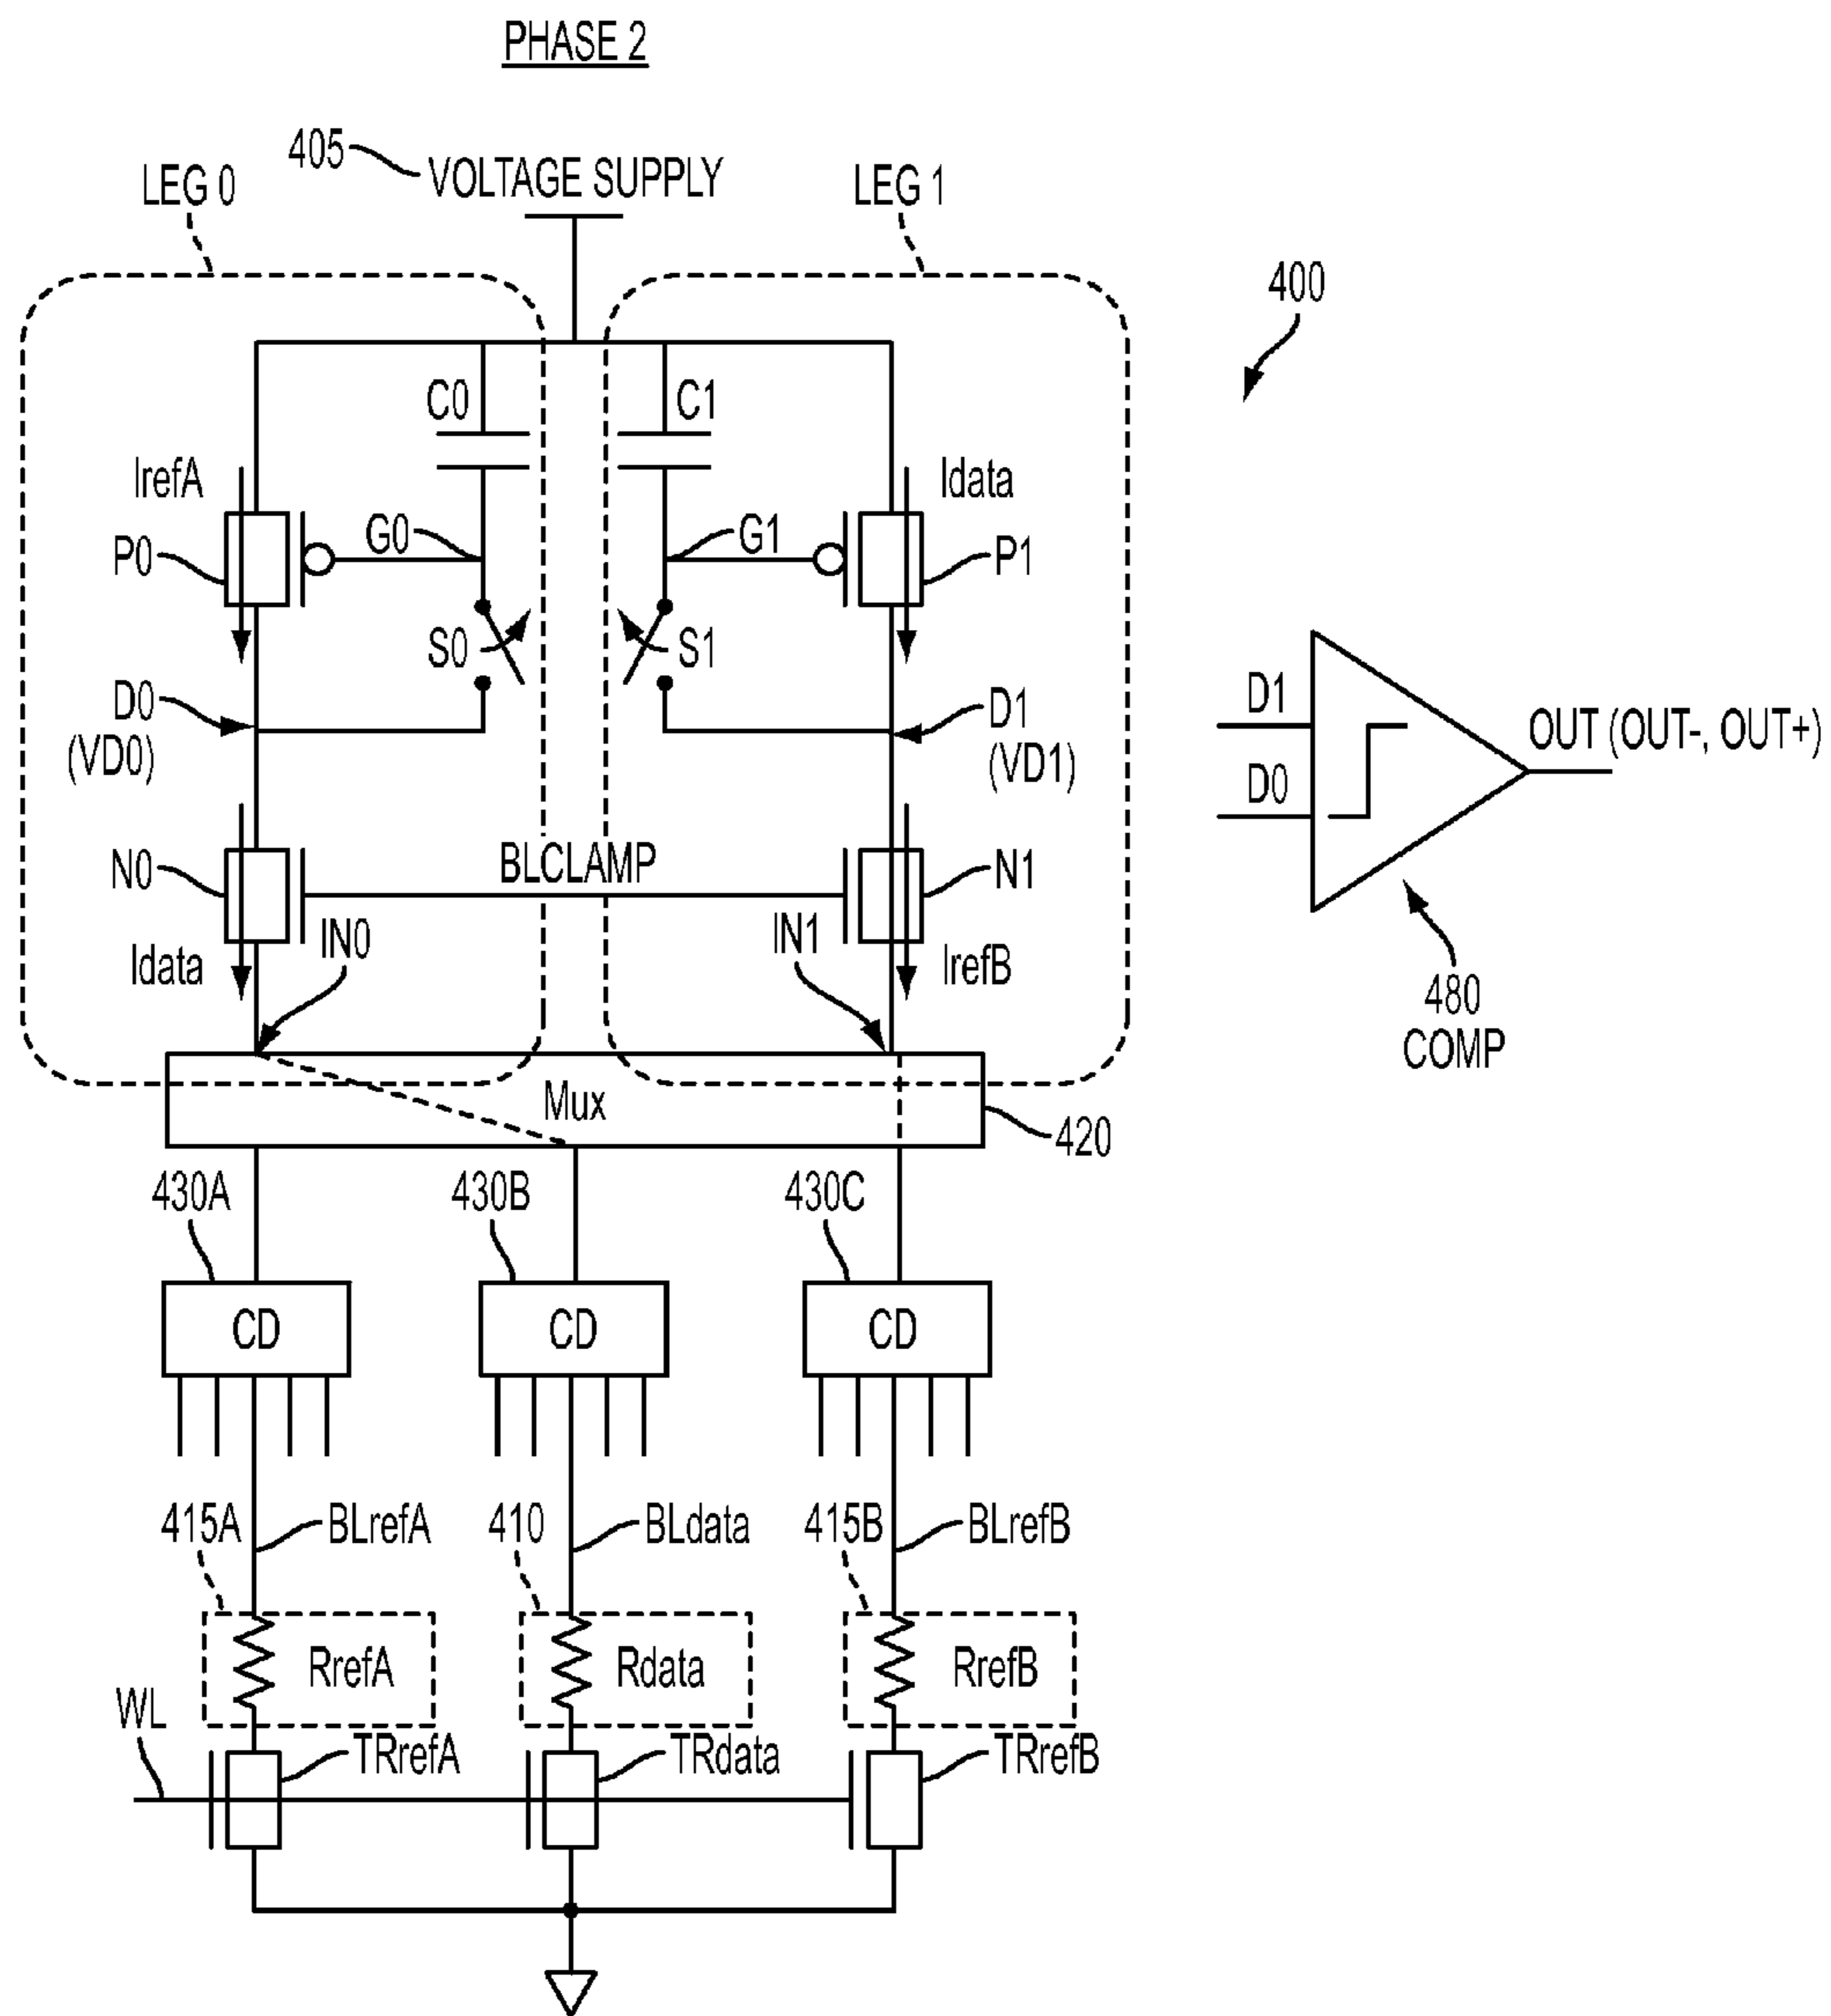 PHASE 2
405
VOLTAGE SUPPLY
LEG 0
LEG 1
400
C0
C1
IrefA
Idata
G0
G1
P0
P1
S0
S1
D0
(VD0)
D1
(VD1)
D1
D0
OUT (OUT-, OUT+)
N0
BLCLAMP
N1
IN0
IN1
Idata
IrefB
480
COMP
Mux
420
430A
430B
430C
CD
CD
CD
415A
BLrefA
410
BLdata
415B
BLrefB
RrefA
Rdata
RrefB
WL
TRrefA
TRdata
TRrefB